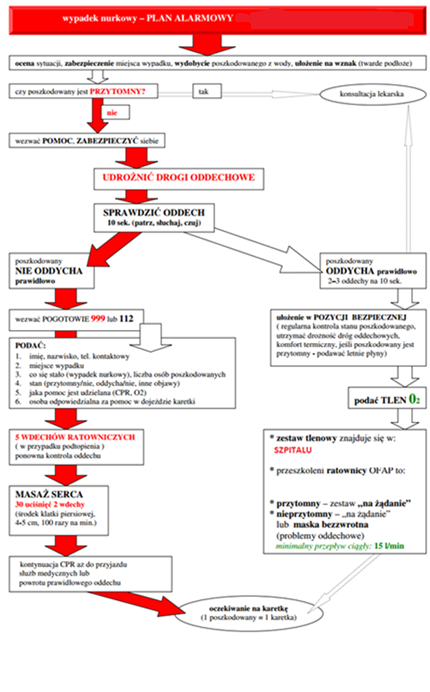 wypadek nurkowy – PLAN ALARMOWY
ocena sytuacji, zabezpieczenie miejsca wypadku, wydobycie poszkodowanego z wody, ułożenie na wznak (twarde podłoże)
czy poszkodowany jest PRZYTOMNY?
tak
konsultacja lekarska
nie
wezwać POMOC, ZABEZPIECZYĆ siebie
UDROŻNIĆ DROGI ODDECHOWE
SPRAWDZIĆ ODDECH
10 sek. (patrz, słuchaj, czuj)
poszkodowany
NIE ODDYCHA
prawidłowo
poszkodowany
ODDYCHA prawidłowo
2–3 oddechy na 10 sek.
wezwać POGOTOWIE 999 lub 112
PODAĆ:
1. imię, nazwisko, tel. kontaktowy
2. miejsce wypadku
3. co się stało (wypadek nurkowy), liczba osób poszkodowanych
4. stan (przytomny/nie, oddycha/nie, inne objawy)
5. jaka pomoc jest udzielana (CPR, O2)
6. osoba odpowiedzialna za pomoc w dojeździe karetki
ułożenie w POZYCJI BEZPIECZNEJ
( regularna kontrola stanu poszkodowanego,
utrzymać drożność dróg oddechowych,
komfort termiczny, jeśli poszkodowany jest
przytomny - podawać letnie płyny)
podać TLEN O2
5 WDECHÓW RATOWNICZYCH
( w przypadku podtopienia )
ponowna kontrola oddechu
* zestaw tlenowy znajduje się w:
SZPITALU
* przeszkoleni ratownicy OFAP to:
* przytomny – zestaw „na żądanie”
* nieprzytomny – „na żądanie”
lub maska bezzwrotna
(problemy oddechowe)
minimalny przepływ ciągły: 15 l/min
MASAŻ SERCA
30 uciśnięć 2 wdechy
(środek klatki piersiowej,
4-5 cm, 100 razy na min.)
kontynuacja CPR aż do przyjazdu
służb medycznych lub
powrotu prawidłowego oddechu
oczekiwanie na karetkę
(1 poszkodowany = 1 karetka)